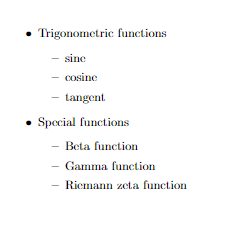 • Trigonometric functions
– sine
– cosine
– tangent
• Special functions
– Beta function
– Gamma function
– Riemann zeta function